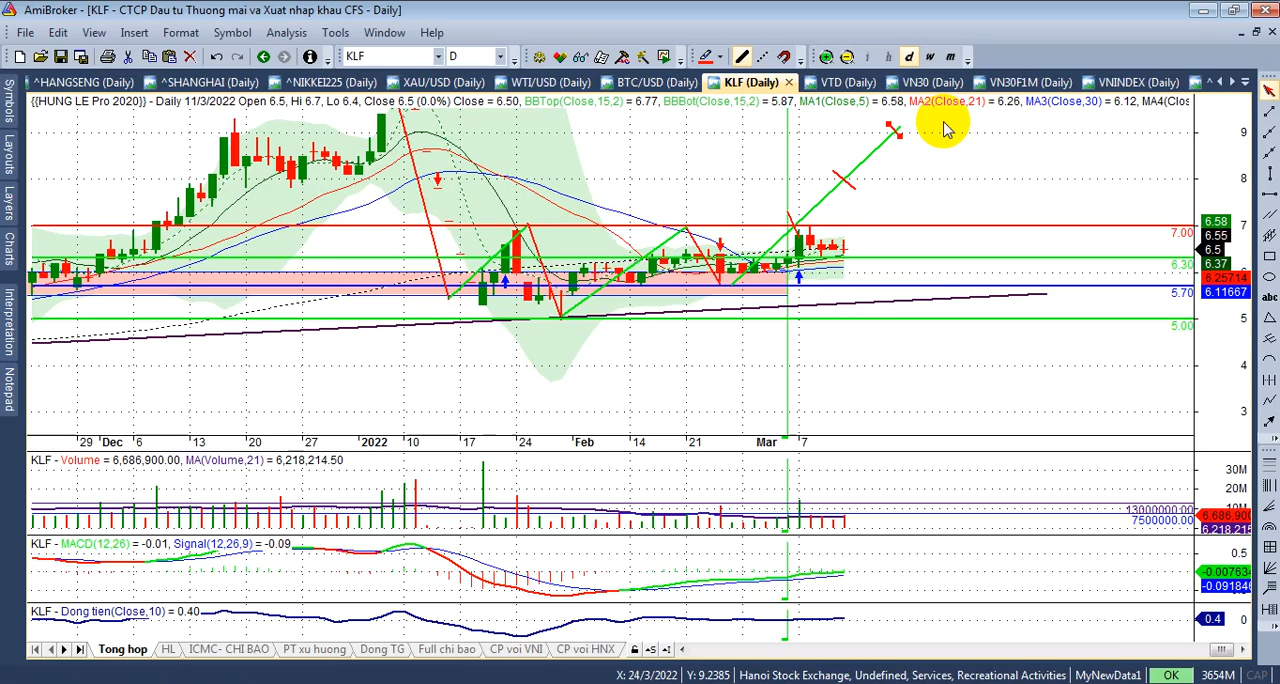 AmiBroker - [KLF - CTCP Dau tu Thuong mai va Xuat nhap khau CFS - Daily]
File Edit View Insert Format Symbol Analysis Tools Window Help
KLF D i h d w m
^HANGSENG (Daily) ^SHANGHAI (Daily) ^NIKKEI225 (Daily) XAU/USD (Daily) WTI/USD (Daily) BTC/USD (Daily) KLF (Daily) VTD (Daily) VN30 (Daily) VN30F1M (Daily) VNINDEX (Daily)
{{HUNG LE Pro 2020}} - Daily 11/3/2022 Open 6.5, Hi 6.7, Lo 6.4, Close 6.5 (0.0%) Close = 6.50, BBTop(Close,15,2) = 6.77, BBBot(Close,15,2) = 5.87, MA1(Close,5) = 6.58, MA2(Close,21) = 6.26, MA3(Close,30) = 6.12, MA4(Clos
Symbols
Layouts
Layers
Charts
Interpretation
Notepad
9
8
7
6.58
7.00
6.55
6.5
6.37
6.30
6.25714
5.70
6.11667
5
5.00
4
3
abc
29 Dec 6 13 20 27 2022 10 17 24 Feb 14 21 Mar 7
KLF - Volume = 6,686,900.00, MA(Volume,21) = 6,218,214.50
30M
20M
13000000.00
6,686,900
7500000.00
6,218,215
KLF - MACD(12,26) = -0.01, Signal(12,26,9) = -0.09
0.5
-0.007634
-0.091846
KLF - Dong tien(Close,10) = 0.40
0.4 0
Tong hop HL ICMC- CHI BAO PT xu huong Dong TG Full chi bao CP voi VNI CP voi HNX
X: 24/3/2022 Y: 9.2385 Hanoi Stock Exchange, Undefined, Services, Recreational Activities MyNewData1 OK 3654M CAP